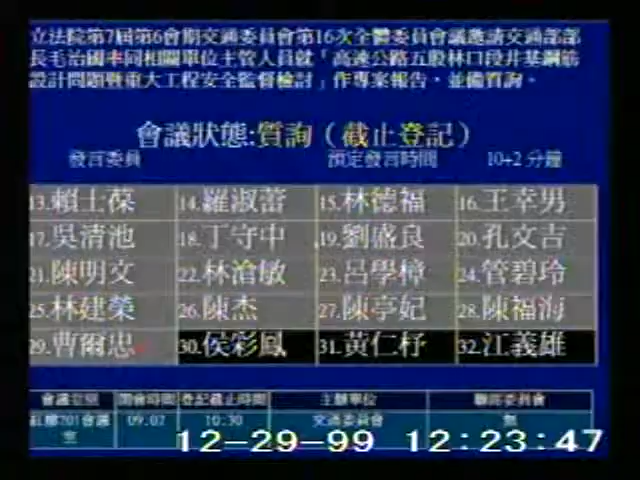 立法院第7屆第6會期交通委員會第16次全體委員會議邀請交通部部
長毛治國率同相關單位主管人員就「高速公路五股林口段井基鋼筋
設計問題暨重大工程安全監督檢討」作專案報告，並備質詢。
會議狀態:質詢（截止登記）
發言委員 預定發言時間 10+2 分鐘
13.賴士葆 14.羅淑蕾 15.林德福 16.王幸男
17.吳清池 18.丁守中 19.劉盛良 20.孔文吉
21.陳明文 22.林滄敏 23.呂學樟 24.管碧玲
25.林建榮 26.陳杰 27.陳亭妃 28.陳福海
29.曹爾忠 30.侯彩鳳 31.黃仁杼 32.江義雄
會議室別 開會時間 登記截止時間 主辦單位 聯席委員會
紅樓201會議室 09:07 10:30 交通委員會 無
12-29-99 12:23:47